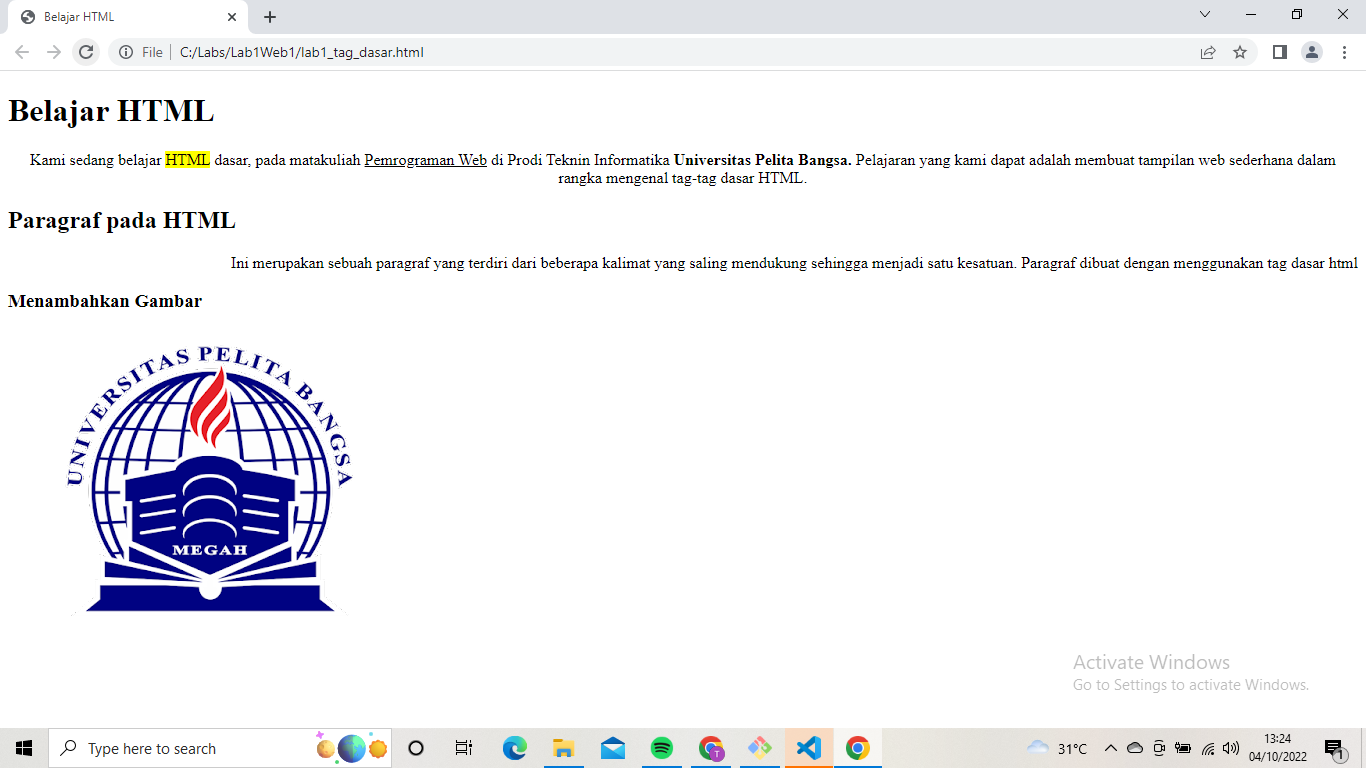 Belajar HTML
File
C:/Labs/Lab1Web1/lab1_tag_dasar.html
Belajar HTML
Kami sedang belajar HTML dasar, pada matakuliah Pemrograman Web di Prodi Teknin Informatika Universitas Pelita Bangsa. Pelajaran yang kami dapat adalah membuat tampilan web sederhana dalam
rangka mengenal tag-tag dasar HTML.
Paragraf pada HTML
Ini merupakan sebuah paragraf yang terdiri dari beberapa kalimat yang saling mendukung sehingga menjadi satu kesatuan. Paragraf dibuat dengan menggunakan tag dasar html
Menambahkan Gambar
UNIVERSITAS PELITA BANGSA
MEGAH
Activate Windows
Go to Settings to activate Windows.
Type here to search
T
31°C
13:24
04/10/2022
1